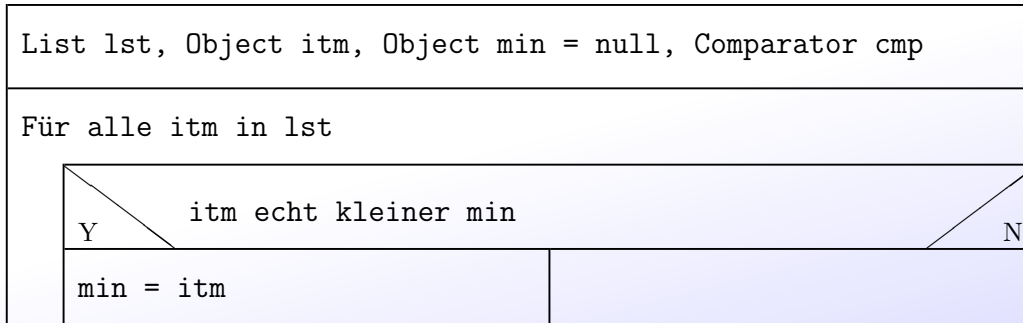 List lst, Object itm, Object min = null, Comparator cmp
Für alle itm in lst
itm echt kleiner min
Y
N
min = itm